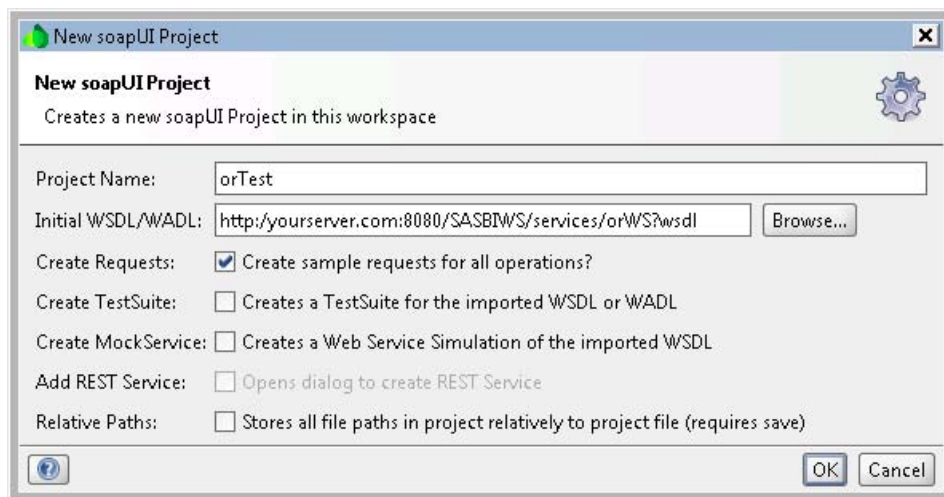 New soapUI Project
New soapUI Project
Creates a new soapUI Project in this workspace
Project Name: orTest
Initial WSDL/WADL: http:/yourserver.com:8080/SASBIWS/services/orWS?wsdl Browse...
Create Requests: Create sample requests for all operations?
Create TestSuite: Creates a TestSuite for the imported WSDL or WADL
Create MockService: Creates a Web Service Simulation of the imported WSDL
Add REST Service: Opens dialog to create REST Service
Relative Paths: Stores all file paths in project relatively to project file (requires save)
? OK Cancel